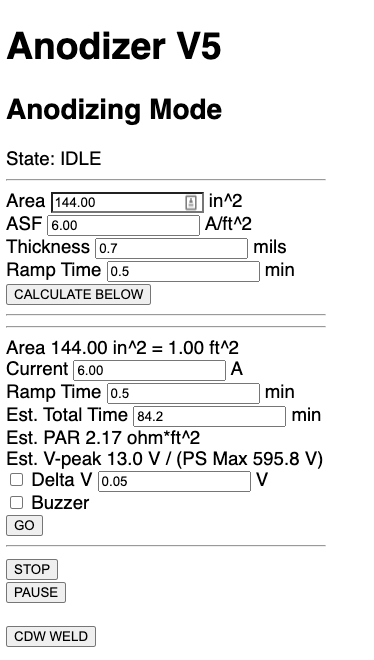 Anodizer V5
Anodizing Mode
State: IDLE
Area 144.00 in^2
ASF 6.00 A/ft^2
Thickness 0.7 mils
Ramp Time 0.5 min
CALCULATE BELOW
Area 144.00 in^2 = 1.00 ft^2
Current 6.00 A
Ramp Time 0.5 min
Est. Total Time 84.2 min
Est. PAR 2.17 ohm*ft^2
Est. V-peak 13.0 V / (PS Max 595.8 V)
Delta V 0.05 V
Buzzer
GO
STOP
PAUSE
CDW WELD